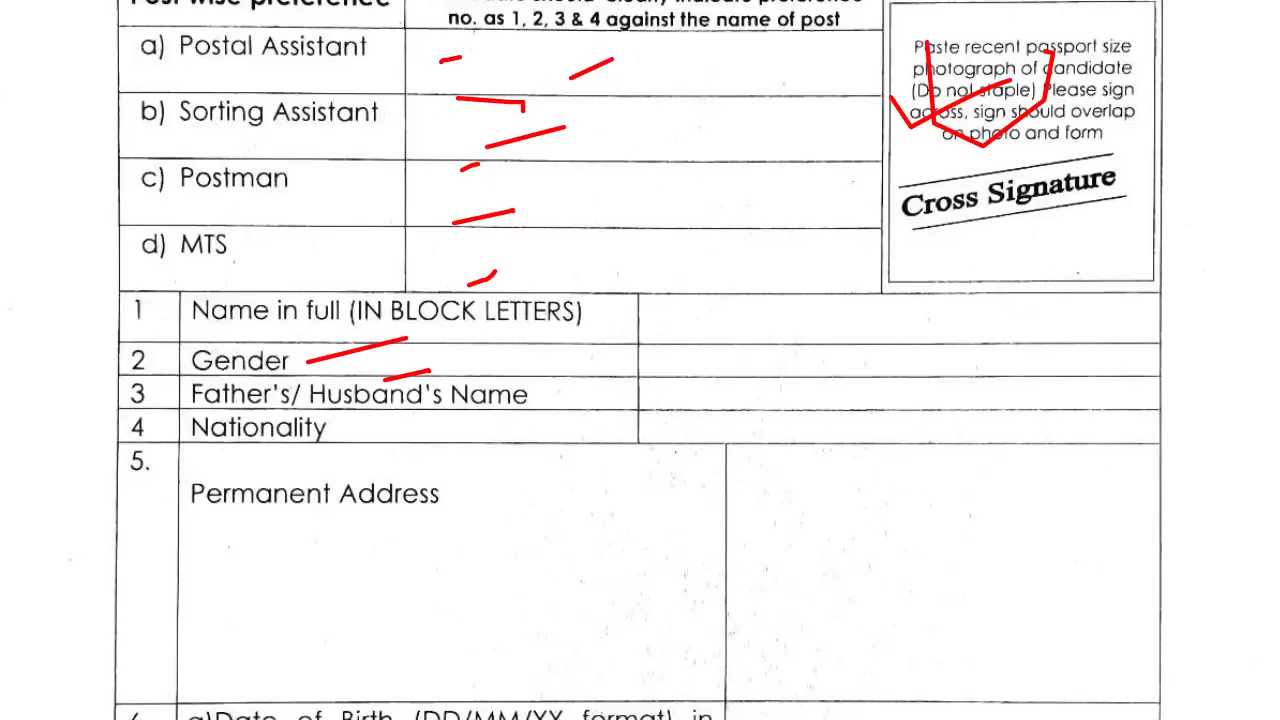 Post wise preference
no. as 1, 2, 3 & 4 against the name of post
a) Postal Assistant
b) Sorting Assistant
c) Postman
d) MTS
Paste recent passport size
photograph of candidate
(Do not staple) Please sign
across, sign should overlap
on photo and form
Cross Signature
1 Name in full (IN BLOCK LETTERS)
2 Gender
3 Father's/ Husband's Name
4 Nationality
5.
Permanent Address
a)Date of Birth (DD/MM/YY format) in